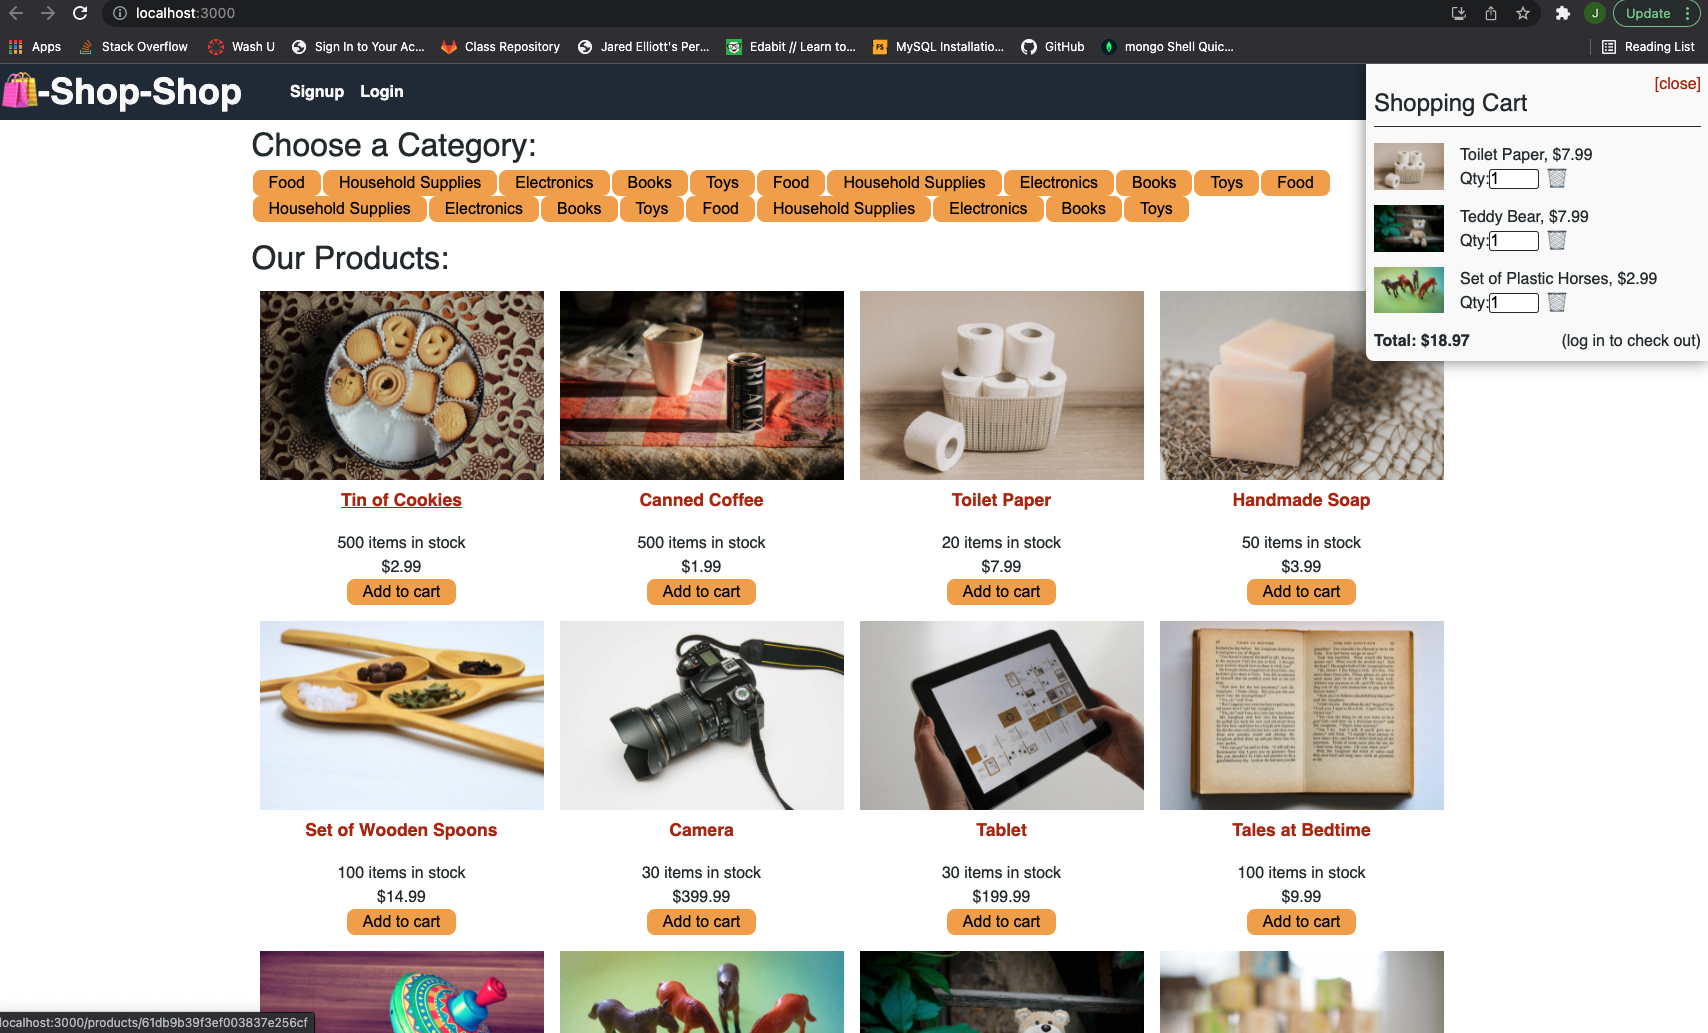 localhost:3000
J
Update
Apps
Stack Overflow
Wash U
Sign In to Your Ac...
Class Repository
Jared Elliott's Per...
Edabit // Learn to...
FS
MySQL Installatio...
GitHub
mongo Shell Quic...
Reading List
-Shop-Shop
Signup
Login
[close]
Shopping Cart
Toilet Paper, $7.99
Qty:1
Teddy Bear, $7.99
Qty:1
Set of Plastic Horses, $2.99
Qty:1
Total: $18.97
(log in to check out)
Choose a Category:
Food Household Supplies Electronics Books Toys Food Household Supplies Electronics Books Toys Food
Household Supplies Electronics Books Toys Food Household Supplies Electronics Books Toys
Our Products:
BLACK
Tin of Cookies
500 items in stock
$2.99
Add to cart
Canned Coffee
500 items in stock
$1.99
Add to cart
Toilet Paper
20 items in stock
$7.99
Add to cart
Handmade Soap
50 items in stock
$3.99
Add to cart
Set of Wooden Spoons
100 items in stock
$14.99
Add to cart
Camera
30 items in stock
$399.99
Add to cart
Tablet
30 items in stock
$199.99
Add to cart
Tales at Bedtime
100 items in stock
$9.99
Add to cart
localhost:3000/products/61db9b39f3ef003837e256cf